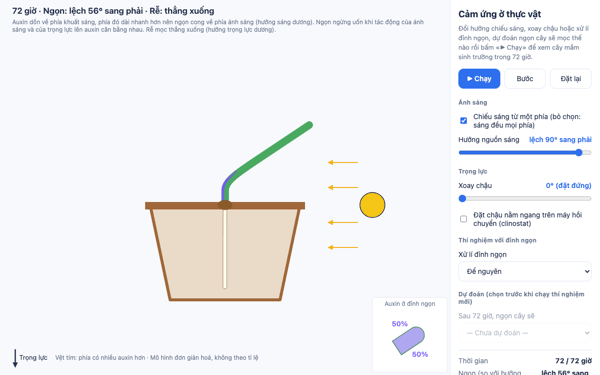 72 giờ · Ngọn: lệch 56° sang phải · Rễ: thẳng xuống
Auxin dồn về phía khuất sáng, phía đó dài nhanh hơn nên ngọn cong về phía ánh sáng (hướng sáng dương). Ngọn ngừng uốn khi tác động của ánh
sáng và của trọng lực lên auxin cân bằng nhau. Rễ mọc thẳng xuống (hướng trọng lực dương).
Auxin ở đỉnh ngọn
50%
50%
Trọng lực
Vệt tím: phía có nhiều auxin hơn · Mô hình đơn giản hoá, không theo tỉ lệ
Cảm ứng ở thực vật
Đổi hướng chiếu sáng, xoay chậu hoặc xử lí
đỉnh ngọn, dự đoán ngọn cây sẽ mọc thế
nào rồi bấm «► Chạy» để xem cây mầm
sinh trưởng trong 72 giờ.
► Chạy
Bước
Đặt lại
Ánh sáng
Chiếu sáng từ một phía (bỏ chọn:
sáng đều mọi phía)
Hướng nguồn sáng
lệch 90° sang phải
Trọng lực
Xoay chậu
0° (đặt đứng)
Đặt chậu nằm ngang trên máy hồi
chuyển (clinostat)
Thí nghiệm với đỉnh ngọn
Xử lí đỉnh ngọn
Để nguyên
Dự đoán (chọn trước khi chạy thí nghiệm
mới)
Sau 72 giờ, ngọn cây sẽ
— Chưa dự đoán —
Thời gian
72 / 72 giờ
Ngọn (so với hướng
lệch 56° sang